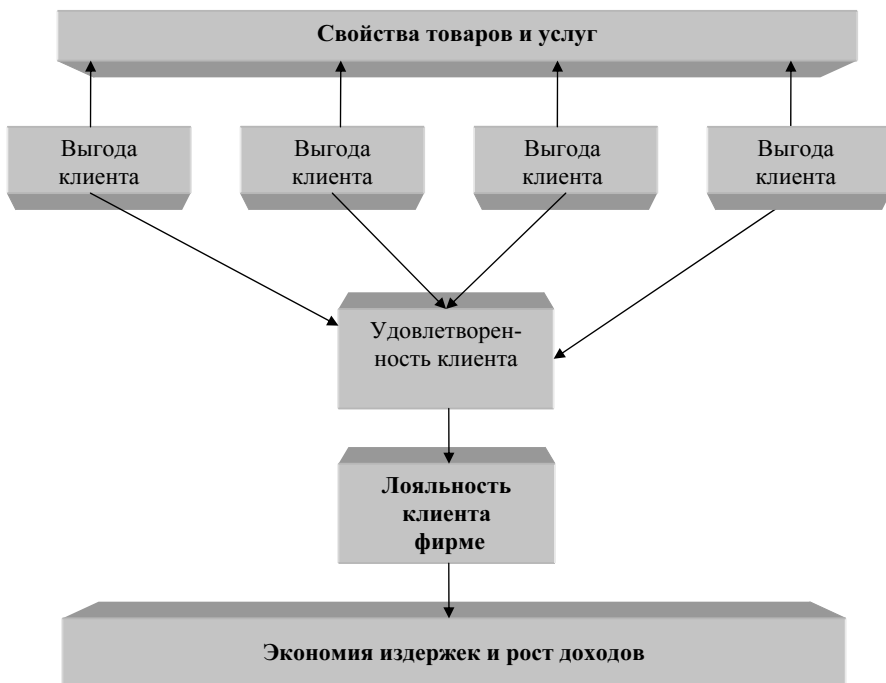 Свойства товаров и услуг
Выгода
клиента
Выгода
клиента
Выгода
клиента
Выгода
клиента
Удовлетворен-
ность клиента
Лояльность
клиента
фирме
Экономия издержек и рост доходов